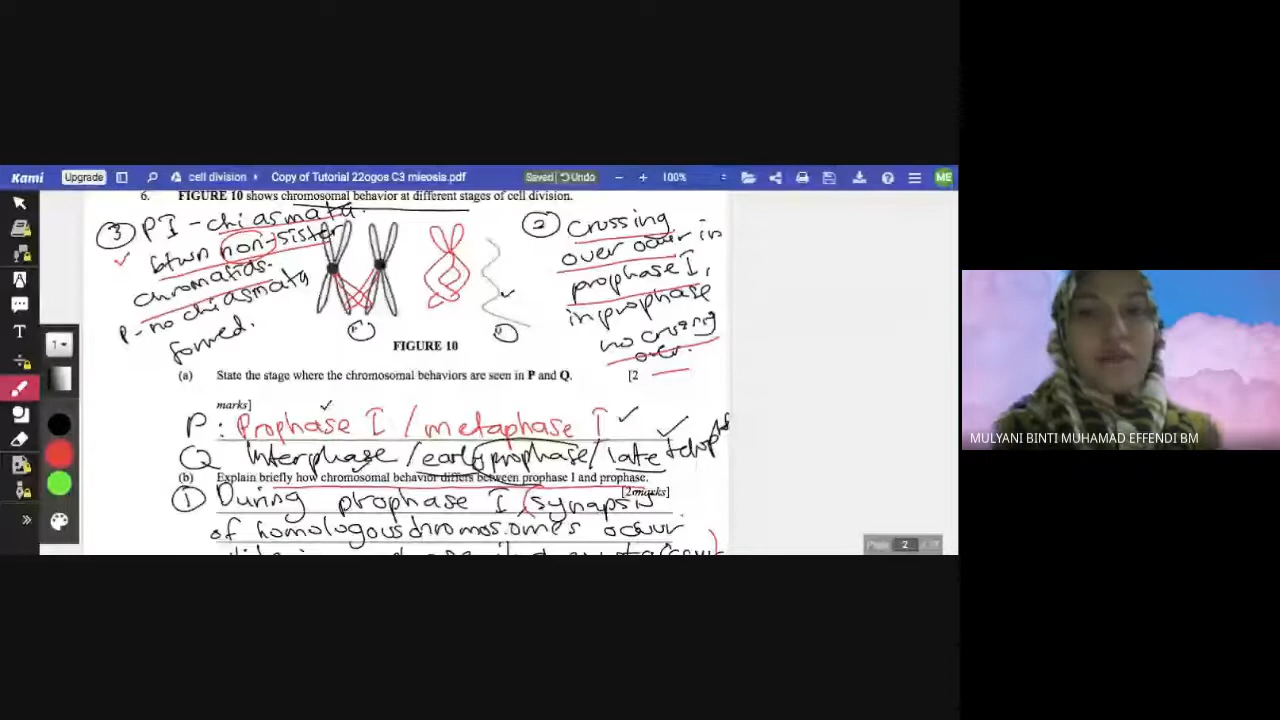 Kami
Upgrade
cell division
Copy of Tutorial 22ogos C3 mieosis.pdf
Saved
Undo
100%
ME
6. FIGURE 10 shows chromosomal behavior at different stages of cell division.
③ PI - chiasmata
btwn non-sister
chromatids.
P - no chiasmata
formed.
② Crossing
over occur in
prophase I,
in prophase
no crossing
over.
FIGURE 10
(a) State the stage where the chromosomal behaviors are seen in P and Q. [2
marks]
P : Prophase I / metaphase I
Q Interphase / early prophase / late
(b) Explain briefly how chromosomal behavior differs between prophase I and prophase.
[2marks]
① During prophase I (synapsis
of homologous chromosomes occur
Page 2
1
T
MULYANI BINTI MUHAMAD EFFENDI BM